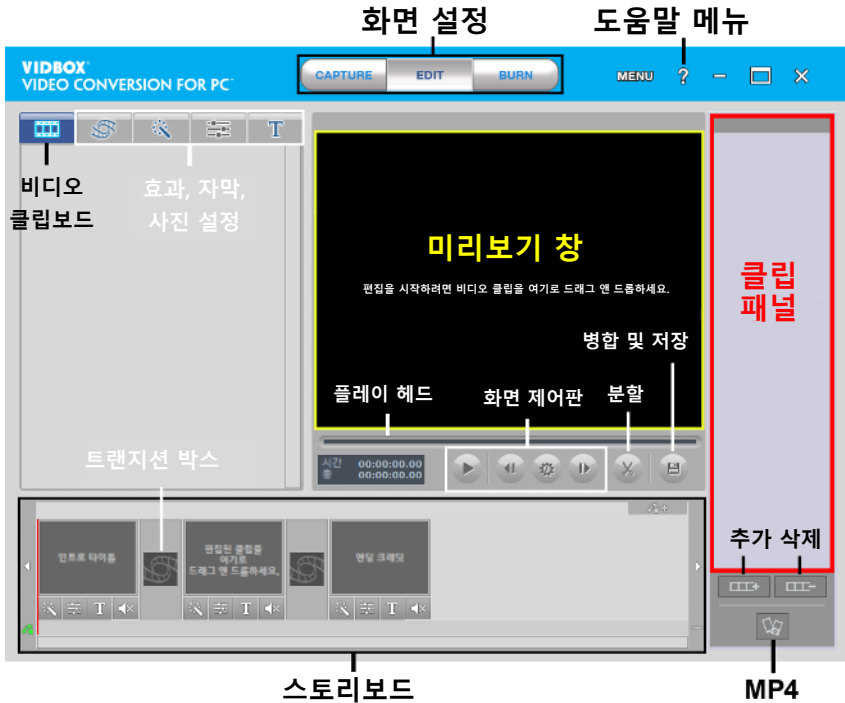 화면 설정
도움말 메뉴
VIDBOX
VIDEO CONVERSION FOR PC
CAPTURE
EDIT
BURN
MENU
?
T
비디오
클립보드
효과, 자막,
사진 설정
미리보기 창
편집을 시작하려면 비디오 클립을 여기로 드래그 앤 드롭하세요.
클립
패널
병합 및 저장
플레이 헤드
화면 제어판
분할
트랜지션 박스
시간 00:00:00.00
총 00:00:00.00
추가 삭제
인트로 타이틀
편집된 클립을
여기로
드래그 앤 드롭하세요.
엔딩 크레딧
T
T
T
스토리보드
MP4